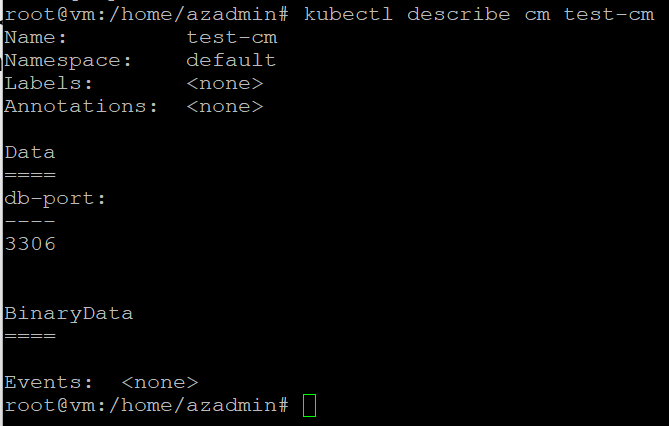 root@vm:/home/azadmin# kubectl describe cm test-cm
Name:         test-cm
Namespace:    default
Labels:       <none>
Annotations:  <none>

Data
====
db-port:
----
3306


BinaryData
====

Events:  <none>
root@vm:/home/azadmin#